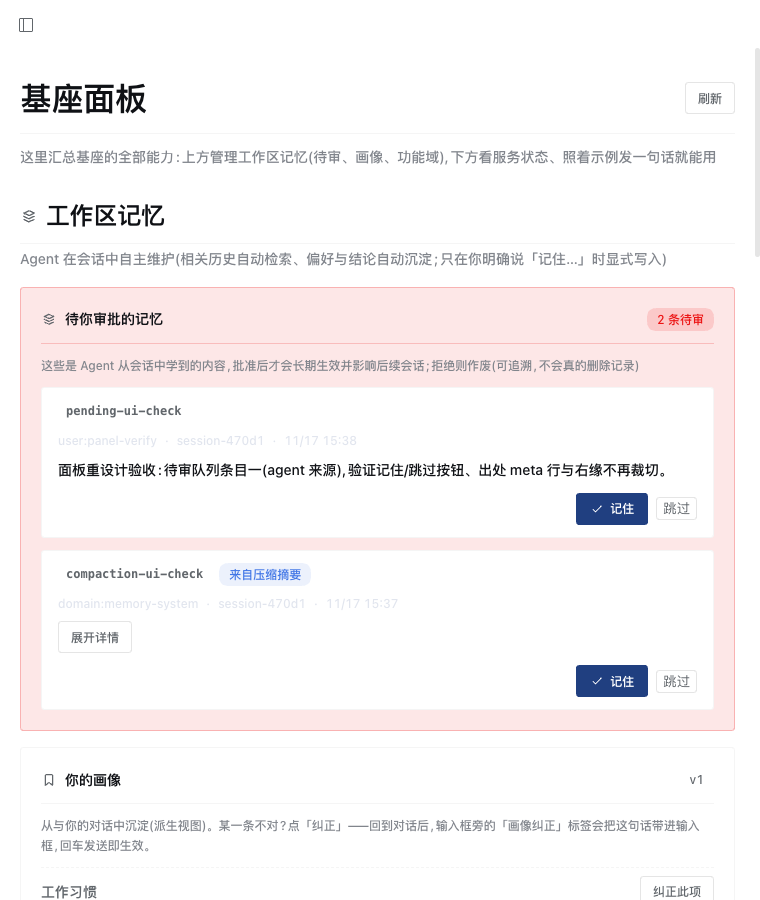 基座面板
刷新
这里汇总基座的全部能力:上方管理工作区记忆(待审、画像、功能域),下方看服务状态、照着示例发一句话就能用
工作区记忆
Agent 在会话中自主维护(相关历史自动检索、偏好与结论自动沉淀;只在你明确说「记住...」时显式写入)
待你审批的记忆
2 条待审
这些是 Agent 从会话中学到的内容,批准后才会长期生效并影响后续会话;拒绝则作废(可追溯,不会真的删除记录)
pending-ui-check
user:panel-verify · session-470d1 · 11/17 15:38
面板重设计验收:待审队列条目一(agent 来源),验证记住/跳过按钮、出处 meta 行与右缘不再裁切。
记住 跳过
compaction-ui-check 来自压缩摘要
domain:memory-system · session-470d1 · 11/17 15:37
展开详情
记住 跳过
你的画像
v1
从与你的对话中沉淀(派生视图)。某一条不对?点「纠正」——回到对话后,输入框旁的「画像纠正」标签会把这句话带进输入
框,回车发送即生效。
工作习惯
纠正此项